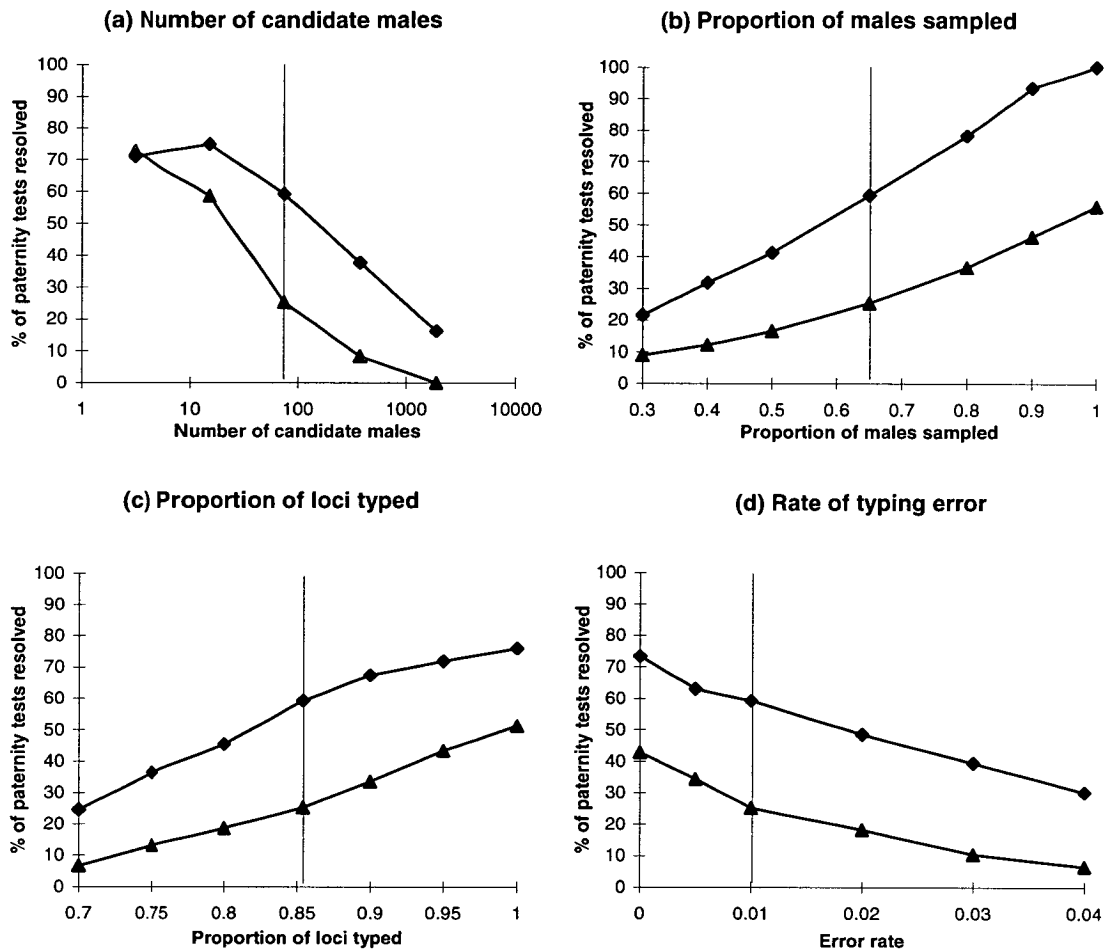 (a) Number of candidate males
% of paternity tests resolved
100
90
80
70
60
50
40
30
20
10
0
1 10 100 1000 10000
Number of candidate males
(b) Proportion of males sampled
% of paternity tests resolved
100
90
80
70
60
50
40
30
20
10
0
0.3 0.4 0.5 0.6 0.7 0.8 0.9 1
Proportion of males sampled
(c) Proportion of loci typed
% of paternity tests resolved
100
90
80
70
60
50
40
30
20
10
0
0.7 0.75 0.8 0.85 0.9 0.95 1
Proportion of loci typed
(d) Rate of typing error
% of paternity tests resolved
100
90
80
70
60
50
40
30
20
10
0
0 0.01 0.02 0.03 0.04
Error rate